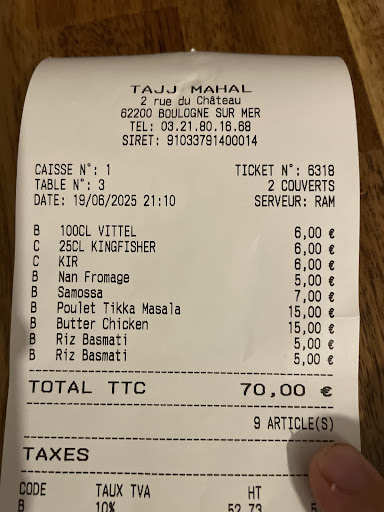 TAJJ MAHAL
2 rue du Château
62200 BOULOGNE SUR MER
TEL: 03.21.80.16.68
SIRET: 91033791400014
CAISSE N°: 1 TICKET N°: 6318
TABLE N°: 3 2 COUVERTS
DATE: 19/06/2025 21:10 SERVEUR: RAM
B 100CL VITTEL 6,00 €
C 25CL KINGFISHER 6,00 €
C KIR 6,00 €
B Nan Fromage 5,00 €
B Samossa 7,00 €
B Poulet Tikka Masala 15,00 €
B Butter Chicken 15,00 €
B Riz Basmati 5,00 €
B Riz Basmati 5,00 €
TOTAL TTC 70,00 €
9 ARTICLE(S)
TAXES
CODE TAUX TVA HT
B 10% 52,73